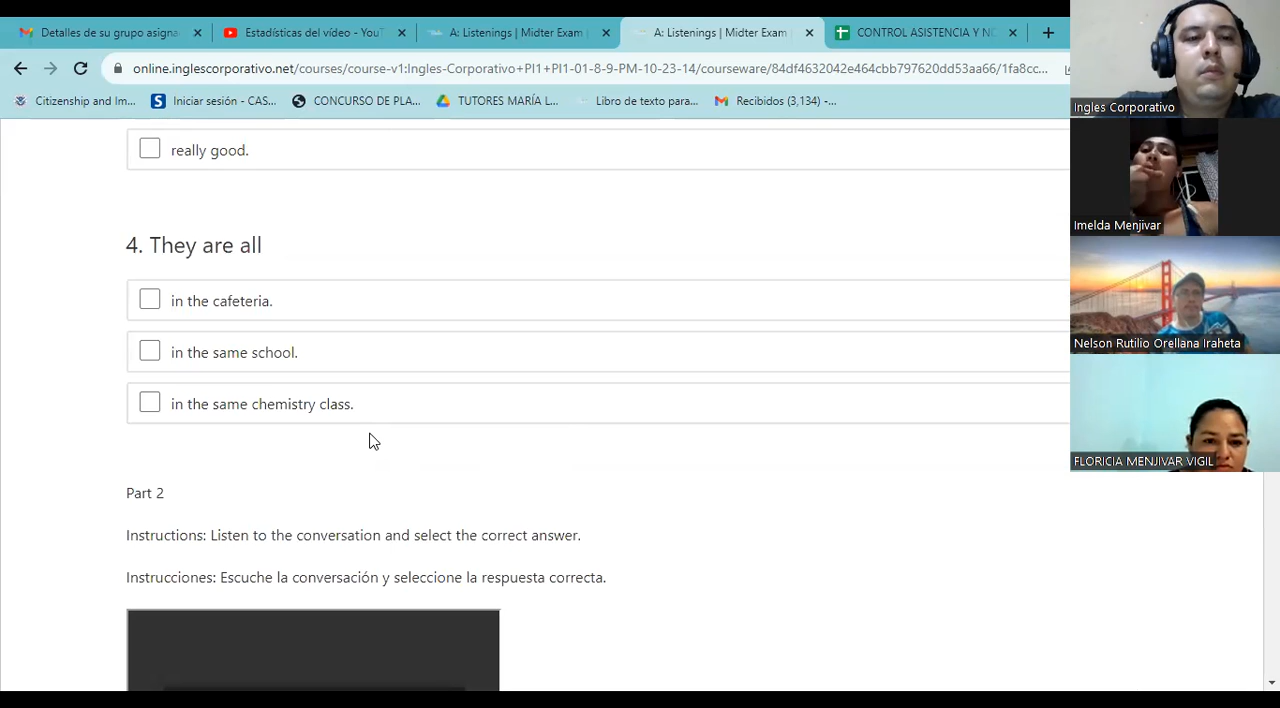 Detalles de su grupo asigna
Estadísticas del vídeo - YouT
A: Listenings | Midter Exam
A: Listenings | Midter Exam
CONTROL ASISTENCIA Y NO
online.inglescorporativo.net/courses/course-v1:Ingles-Corporativo+PI1+PI1-01-8-9-PM-10-23-14/courseware/84df4632042e464cbb797620dd53aa66/1fa8cc...
Citizenship and Im...
Iniciar sesión - CAS...
CONCURSO DE PLA...
TUTORES MARÍA L...
Libro de texto para...
Recibidos (3,134) -...
Ingles Corporativo
Imelda Menjivar
Nelson Rutilio Orellana Iraheta
FLORICIA MENJIVAR VIGIL
really good.
4. They are all
in the cafeteria.
in the same school.
in the same chemistry class.
Part 2
Instructions: Listen to the conversation and select the correct answer.
Instrucciones: Escuche la conversación y seleccione la respuesta correcta.